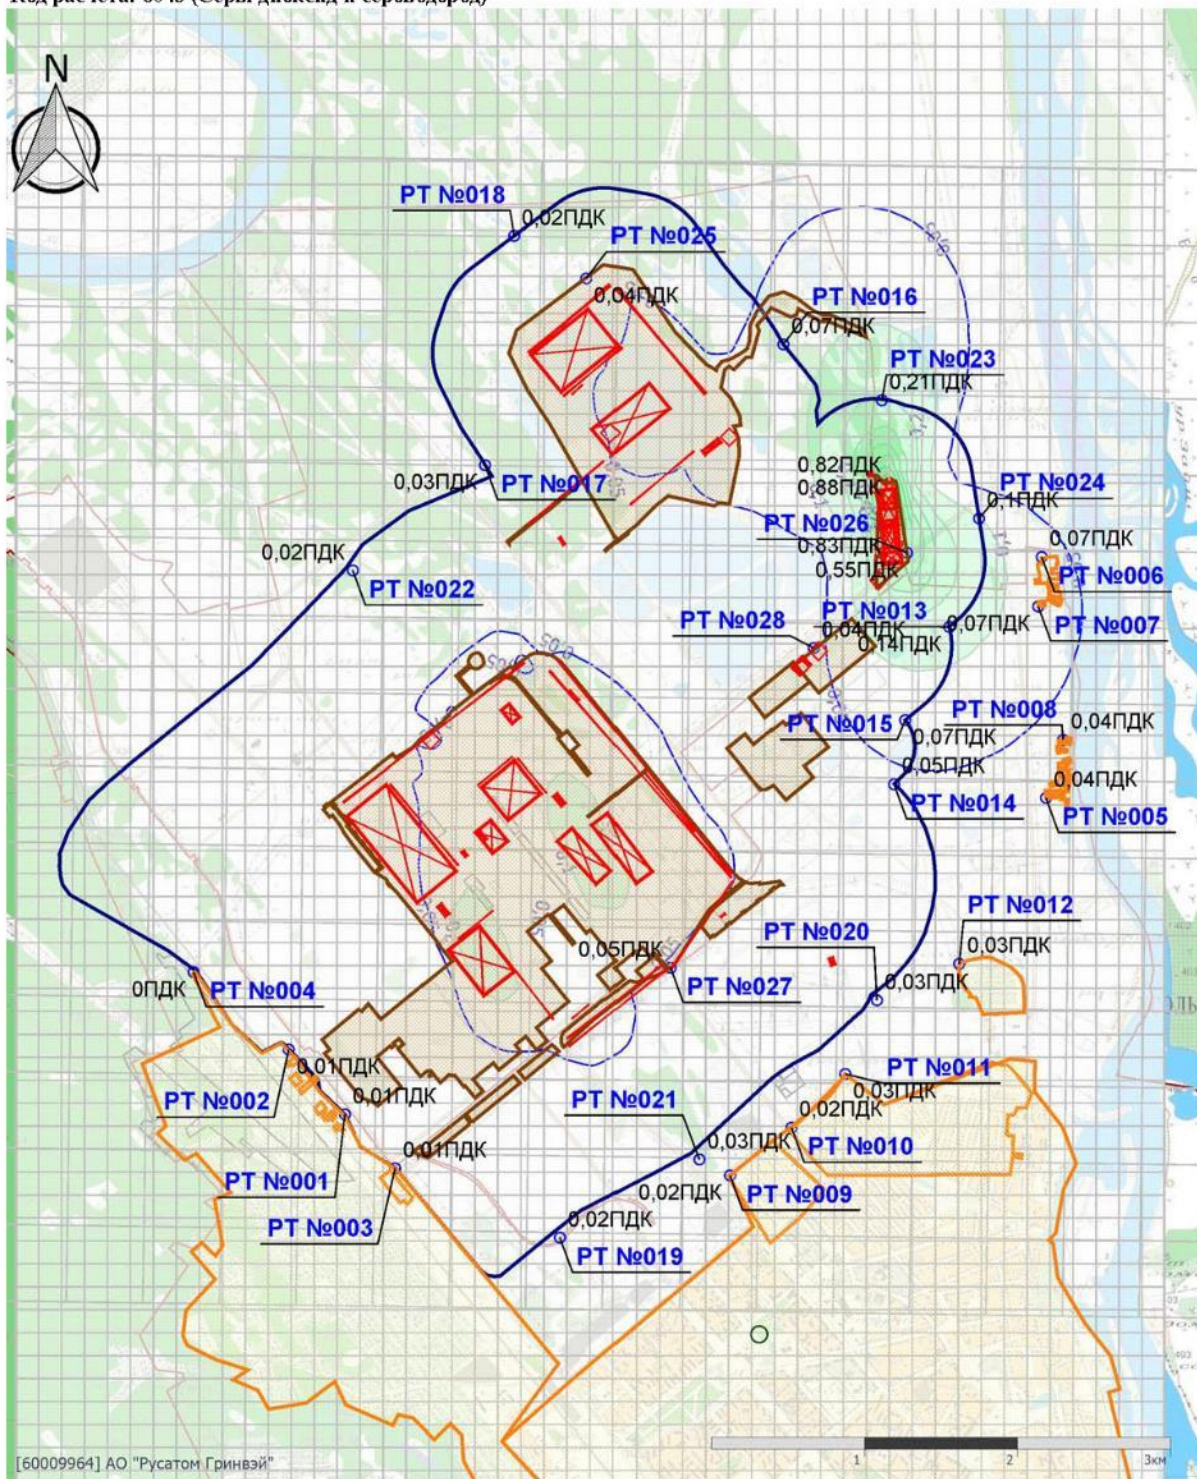 N
РТ №018
0,02ПДК
РТ №025
0,04ПДК
РТ №016
0,07ПДК
РТ №023
0,21ПДК
0,82ПДК
0,88ПДК
0,03ПДК
РТ №017
РТ №024
0,1ПДК
РТ №026
0,83ПДК
0,55ПДК
0,07ПДК
РТ №006
0,02ПДК
РТ №022
РТ №013
0,07ПДК
РТ №007
РТ №028
0,04ПДК
0,14ПДК
0,05
РТ №015
0,07ПДК
РТ №008
0,04ПДК
0,05ПДК
РТ №014
0,04ПДК
РТ №005
РТ №012
0,03ПДК
РТ №020
0,03ПДК
0,05ПДК
РТ №027
0ПДК
РТ №004
0,01ПДК
РТ №002
0,01ПДК
РТ №001
0,01ПДК
РТ №003
РТ №011
0,03ПДК
0,02ПДК
РТ №010
РТ №021
0,03ПДК
0,02ПДК
РТ №009
0,02ПДК
РТ №019
1
2
3км
[60009964] АО "Русатом Гринвэй"